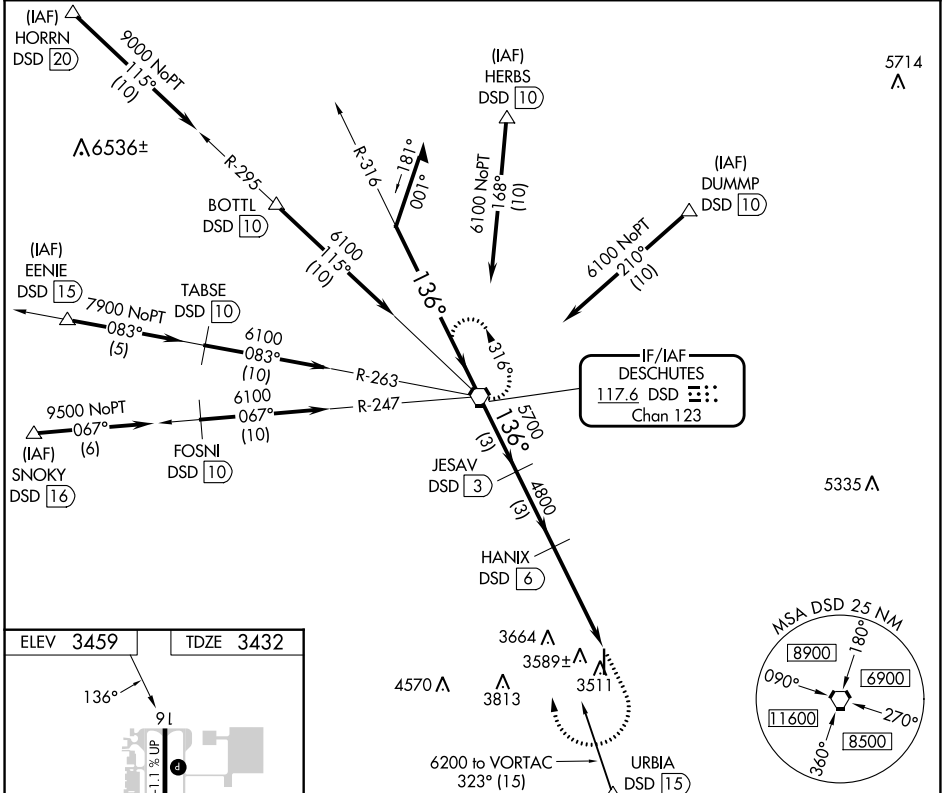 (IAF)
HORRN
DSD 20
9000 NoPT
115°
(10)
6536±
R-295
BOTTL
DSD 10
6100
115°
(10)
R-316
181°
001°
136°
(IAF)
HERBS
DSD 10
6100 NoPT
168°
(10)
5714
(IAF)
DUMMP
DSD 10
6100 NoPT
210°
(10)
(IAF)
EENIE
DSD 15
7900 NoPT
083°
(5)
TABSE
DSD 10
6100
083°
(10)
R-263
316°
IF/IAF
DESCHUTES
117.6 DSD
Chan 123
9500 NoPT
067°
(6)
(IAF)
SNOKY
DSD 16
6100
067°
(10)
R-247
FOSNI
DSD 10
5700
136°
(3)
JESAV
DSD 3
4800
(3)
HANIX
DSD 6
5335
3664
3589±
3511
4570
3813
6200 to VORTAC
323° (15)
URBIA
DSD 15
MSA DSD 25 NM
8900
180°
090°
6900
11600
270°
8500
360°
ELEV 3459
TDZE 3432
136°
16
1.1 % UP
P